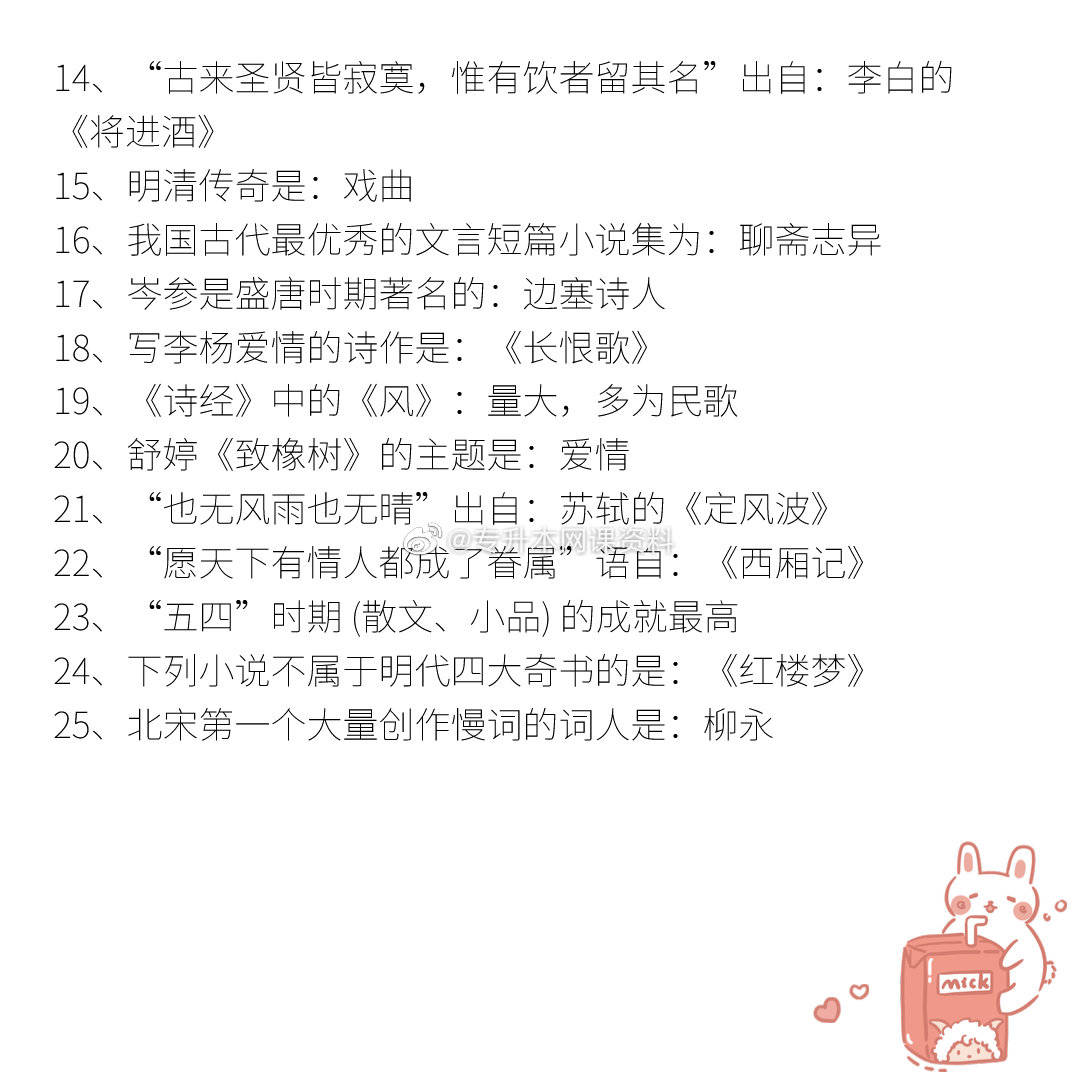 14、“古来圣贤皆寂寞，惟有饮者留其名”出自：李白的
《将进酒》
15、明清传奇是：戏曲
16、我国古代最优秀的文言短篇小说集为：聊斋志异
17、岑参是盛唐时期著名的：边塞诗人
18、写李杨爱情的诗作是：《长恨歌》
19、《诗经》中的《风》：量大，多为民歌
20、舒婷《致橡树》的主题是：爱情
21、“也无风雨也无晴”出自：苏轼的《定风波》
@专升本网课资料
22、“愿天下有情人都成了眷属”语自：《西厢记》
23、“五四”时期 (散文、小品) 的成就最高
24、下列小说不属于明代四大奇书的是：《红楼梦》
25、北宋第一个大量创作慢词的词人是：柳永
mick